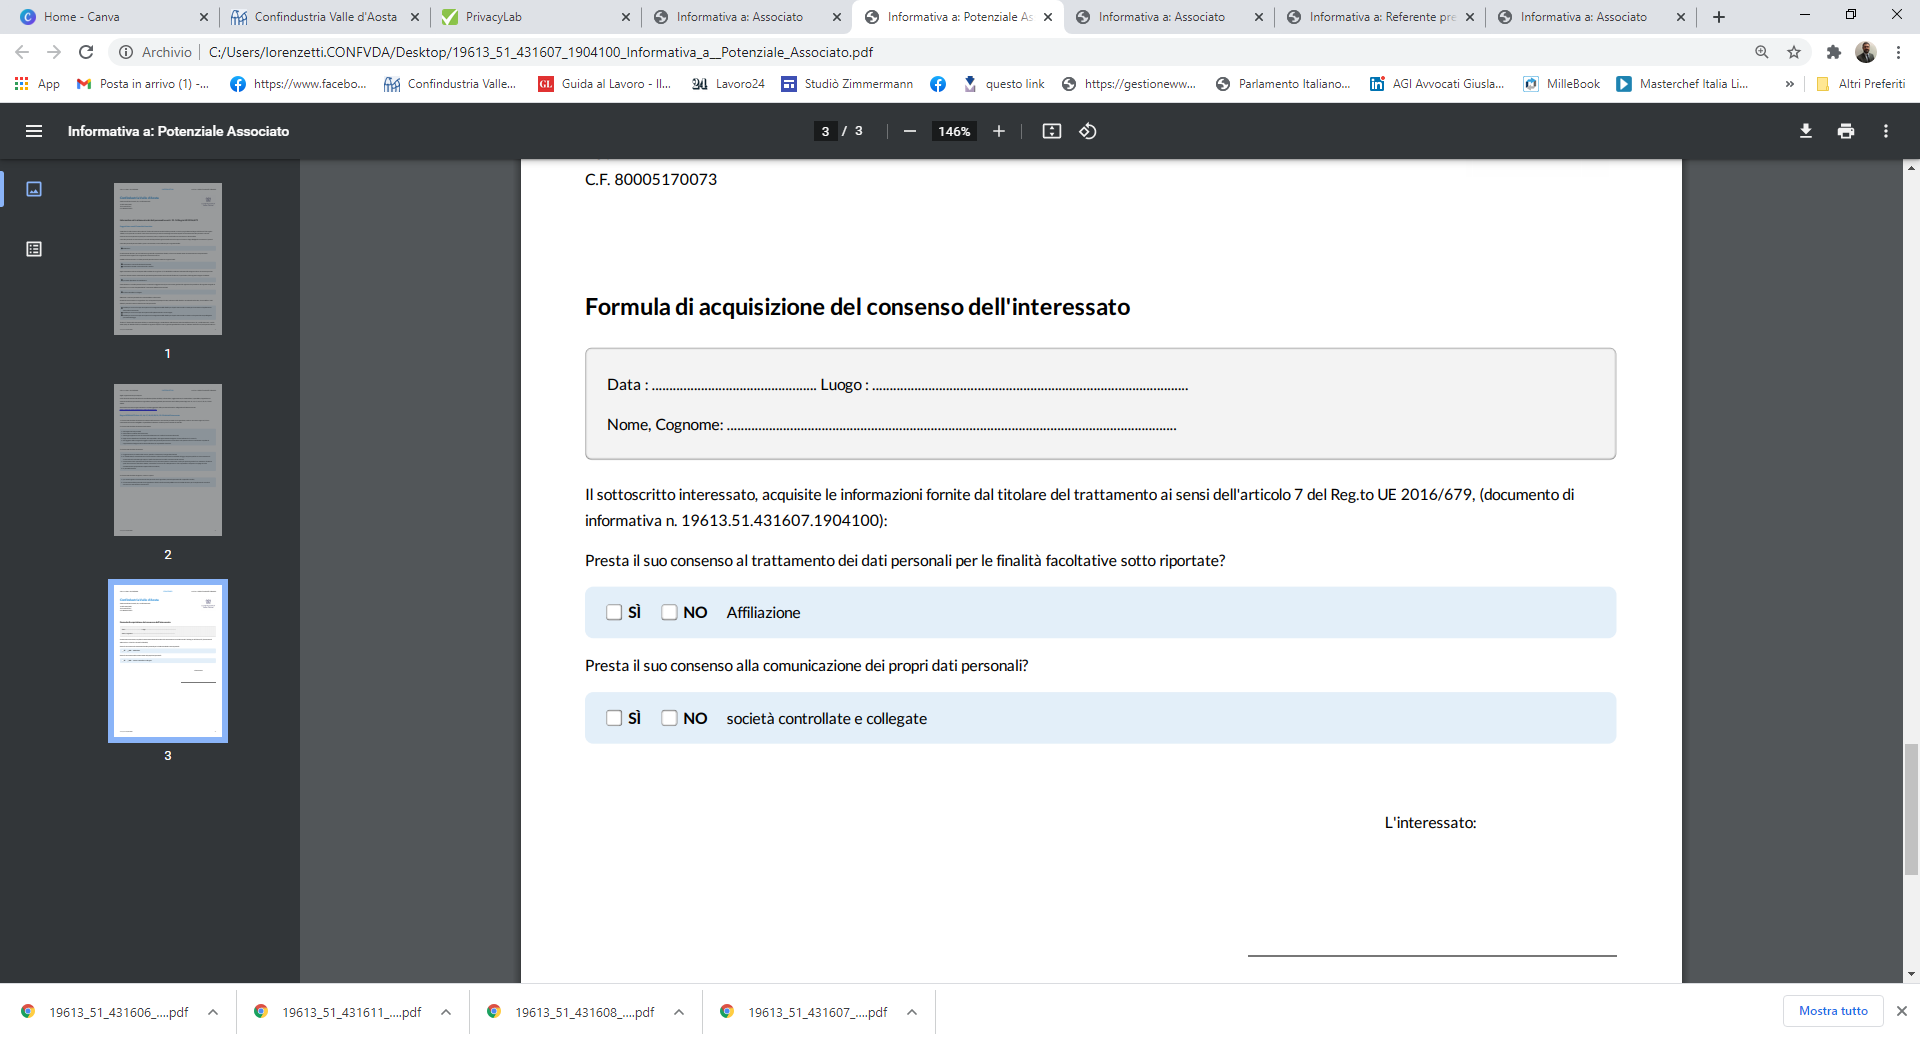 Home - Canva
Confindustria Valle d'Aosta
PrivacyLab
Informativa a: Associato
Informativa a: Potenziale As
Informativa a: Associato
Informativa a: Referente pre
Informativa a: Associato
Archivio
C:/Users/lorenzetti.CONFVDA/Desktop/19613_51_431607_1904100_Informativa_a__Potenziale_Associato.pdf
App
Posta in arrivo (1) -...
https://www.facebo...
Confindustria Valle...
GL
Guida al Lavoro - Il...
24
Lavoro24
Studiò Zimmermann
questo link
https://gestioneww...
Parlamento Italiano...
AGI Avvocati Giusla...
MilleBook
Masterchef Italia Li...
»
Altri Preferiti
Informativa a: Potenziale Associato
3 / 3
146%
1
2
3
C.F. 80005170073
Formula di acquisizione del consenso dell'interessato
Data : ............................................... Luogo : ..........................................................................................
Nome, Cognome: ................................................................................................................................
Il sottoscritto interessato, acquisite le informazioni fornite dal titolare del trattamento ai sensi dell'articolo 7 del Reg.to UE 2016/679, (documento di
informativa n. 19613.51.431607.1904100):
Presta il suo consenso al trattamento dei dati personali per le finalità facoltative sotto riportate?
SÌ NO Affiliazione
Presta il suo consenso alla comunicazione dei propri dati personali?
SÌ NO società controllate e collegate
L'interessato:
19613_51_431606_....pdf
19613_51_431611_....pdf
19613_51_431608_....pdf
19613_51_431607_....pdf
Mostra tutto